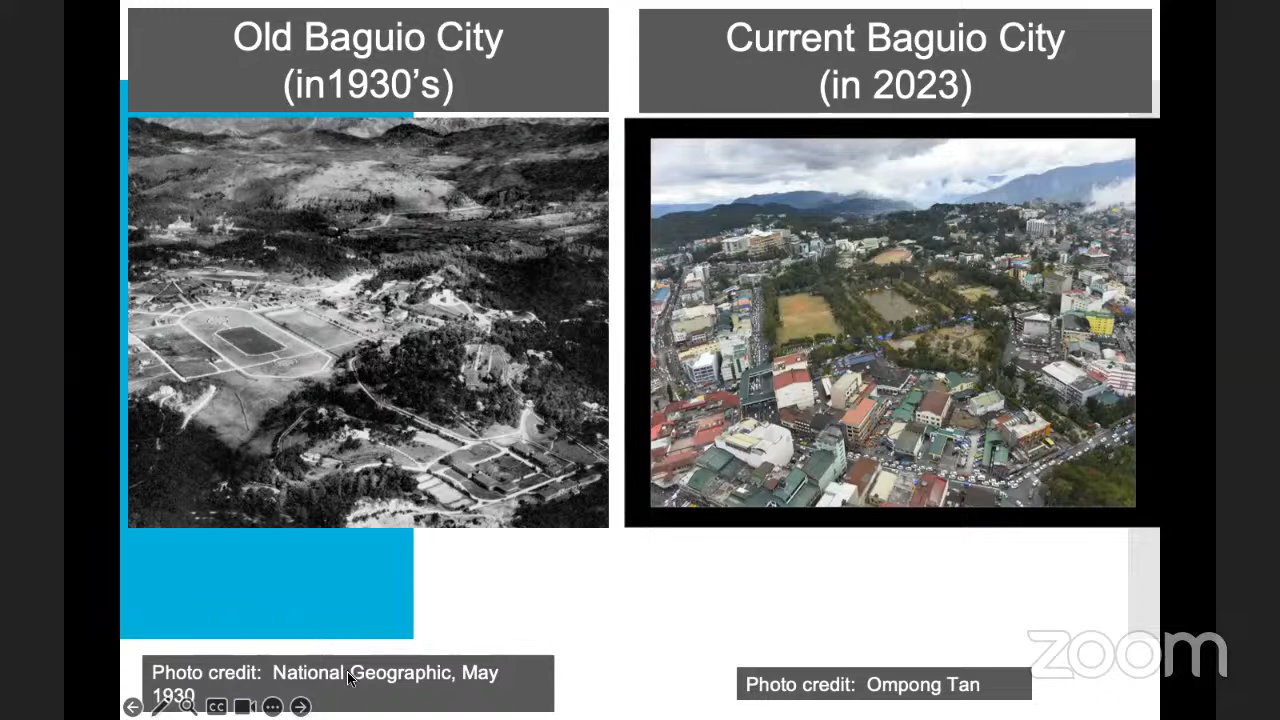 Old Baguio City
(in1930’s)
Current Baguio City
(in 2023)
Photo credit:  National Geographic, May
1930
Photo credit:  Ompong Tan
CC
zoom